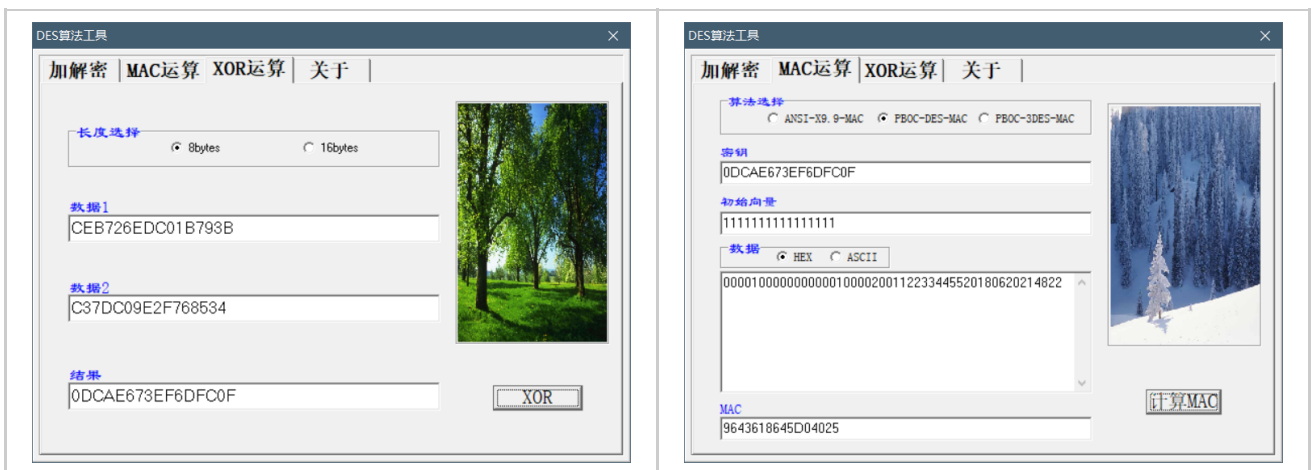 DES算法工具
加解密 MAC运算 XOR运算 关于
长度选择
8bytes 16bytes
数据1
CEB726EDC01B793B
数据2
C37DC09E2F768534
结果
0DCAE673EF6DFC0F
XOR
DES算法工具
加解密 MAC运算 XOR运算 关于
算法选择
ANSI-X9.9-MAC PBOC-DES-MAC PBOC-3DES-MAC
密钥
0DCAE673EF6DFC0F
初始向量
1111111111111111
数据 HEX ASCII
000010000000000010000200112233445520180620214822
MAC
9643618645D04025
计算MAC